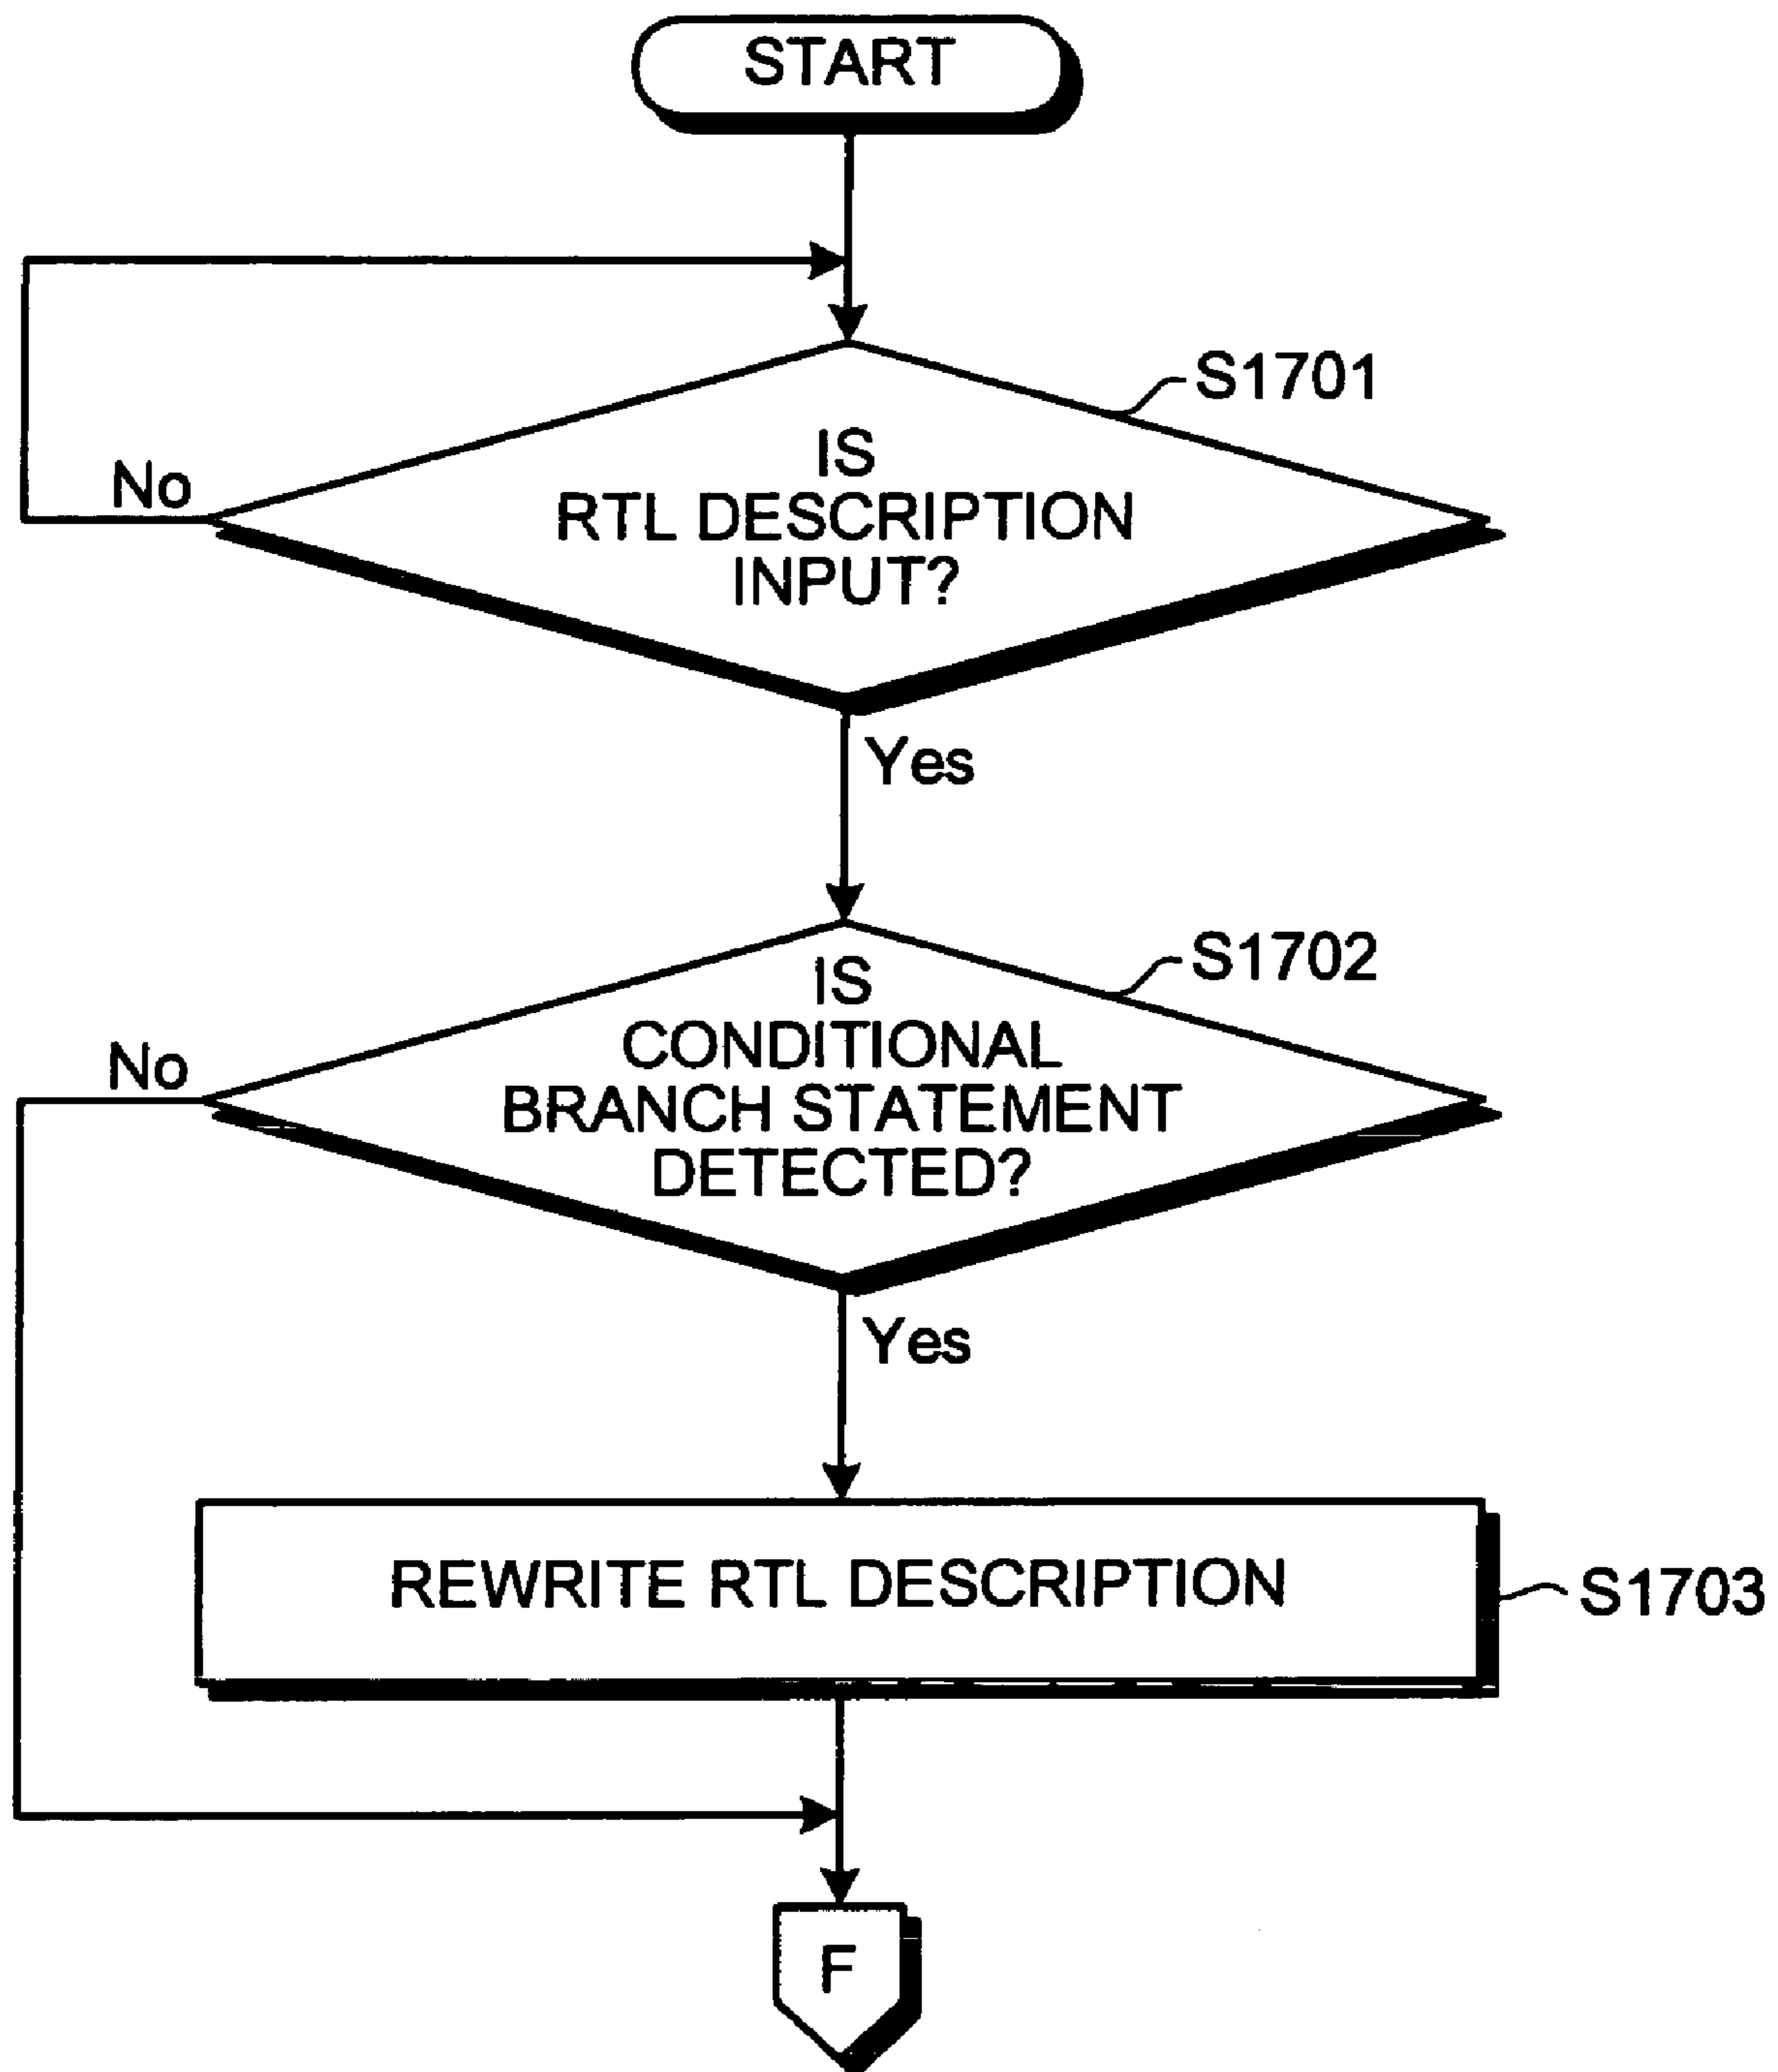 START
S1701
IS
RTL DESCRIPTION
INPUT?
No
Yes
S1702
IS
CONDITIONAL
BRANCH STATEMENT
DETECTED?
No
Yes
REWRITE RTL DESCRIPTION
S1703
F